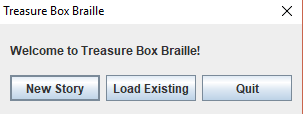 Treasure Box Braille
Welcome to Treasure Box Braille!
New Story Load Existing Quit